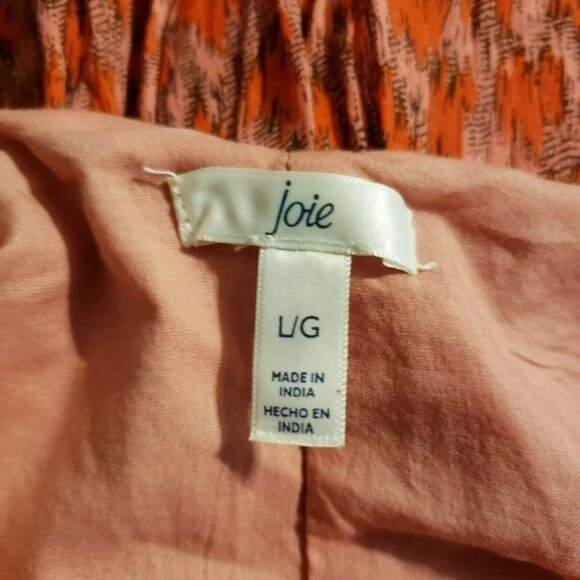 joie
L/G
MADE IN
INDIA
HECHO EN
INDIA